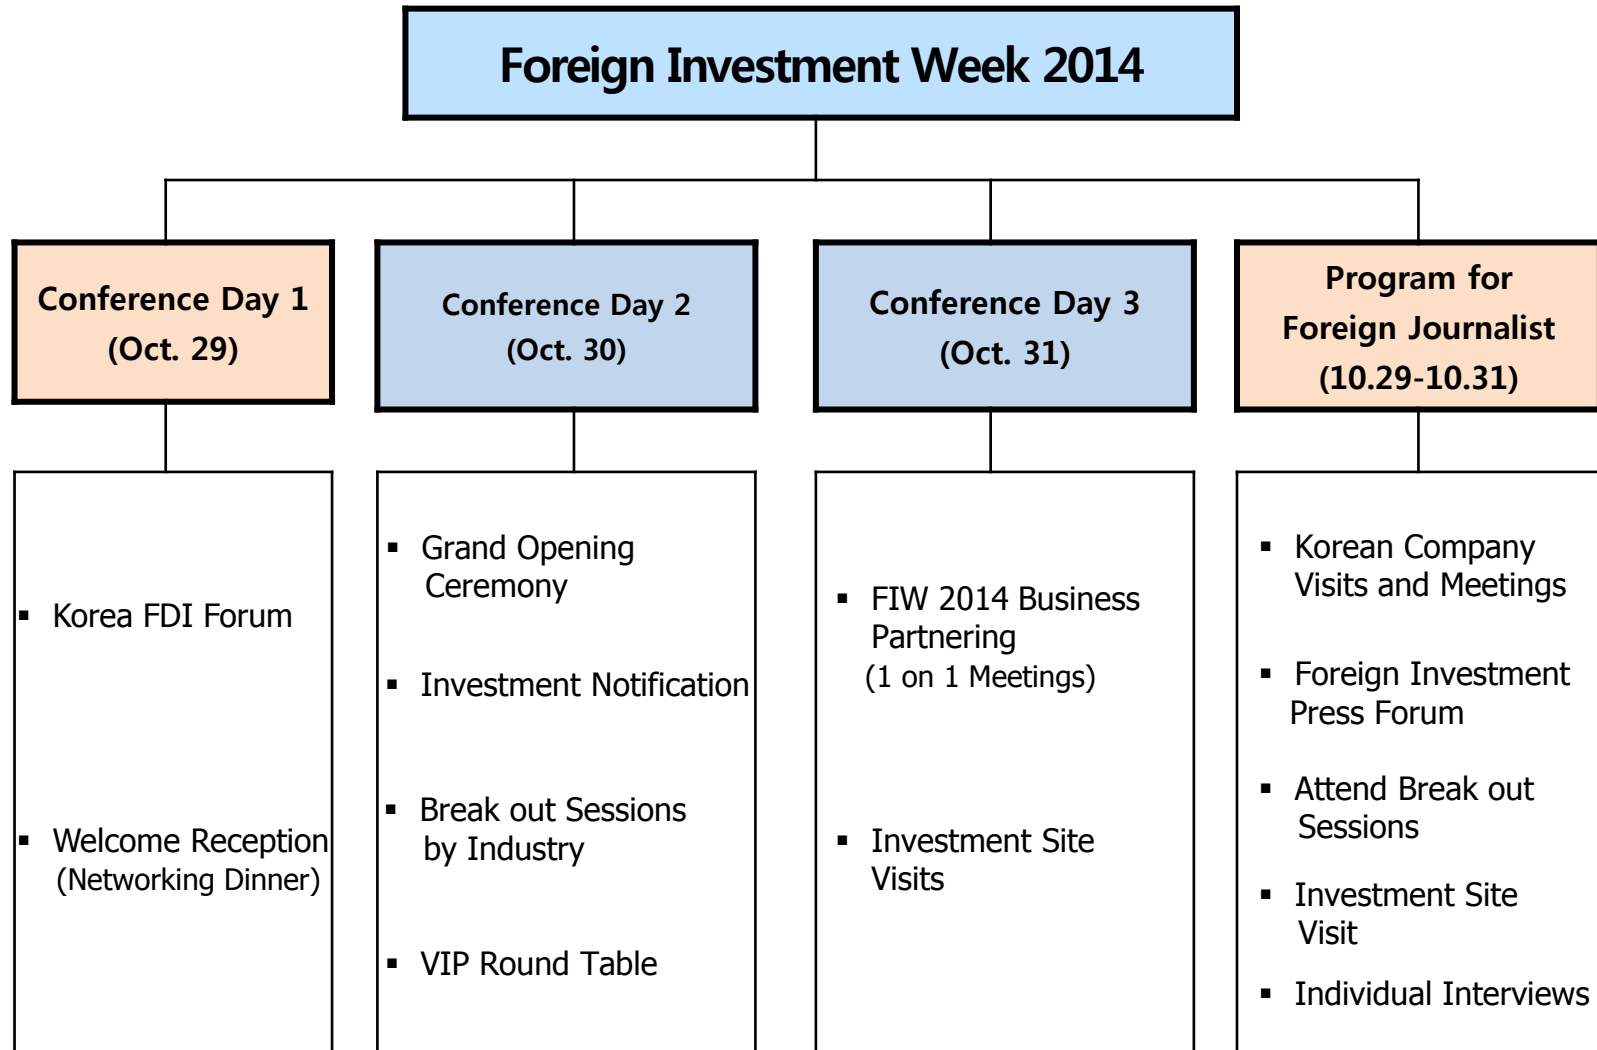 Foreign Investment Week 2014
Conference Day 1
(Oct. 29)
Conference Day 2
(Oct. 30)
Conference Day 3
(Oct. 31)
Program for
Foreign Journalist
(10.29-10.31)
▪ Korea FDI Forum
▪ Welcome Reception
(Networking Dinner)
▪ Grand Opening
Ceremony
▪ Investment Notification
▪ Break out Sessions
by Industry
▪ VIP Round Table
▪ FIW 2014 Business
Partnering
(1 on 1 Meetings)
▪ Investment Site
Visits
▪ Korean Company
Visits and Meetings
▪ Foreign Investment
Press Forum
▪ Attend Break out
Sessions
▪ Investment Site
Visit
▪ Individual Interviews